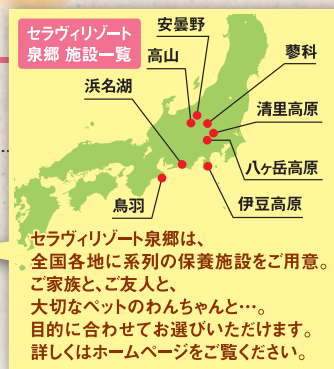 セラヴィリゾート
泉郷 施設一覧
安曇野
高山
蓼科
浜名湖
清里高原
八ヶ岳高原
鳥羽
伊豆高原
セラヴィリゾート泉郷は、
全国各地に系列の保養施設をご用意。
ご家族と、ご友人と、
大切なペットのわんちゃんと…。
目的に合わせてお選びいただけます。
詳しくはホームページをご覧ください。